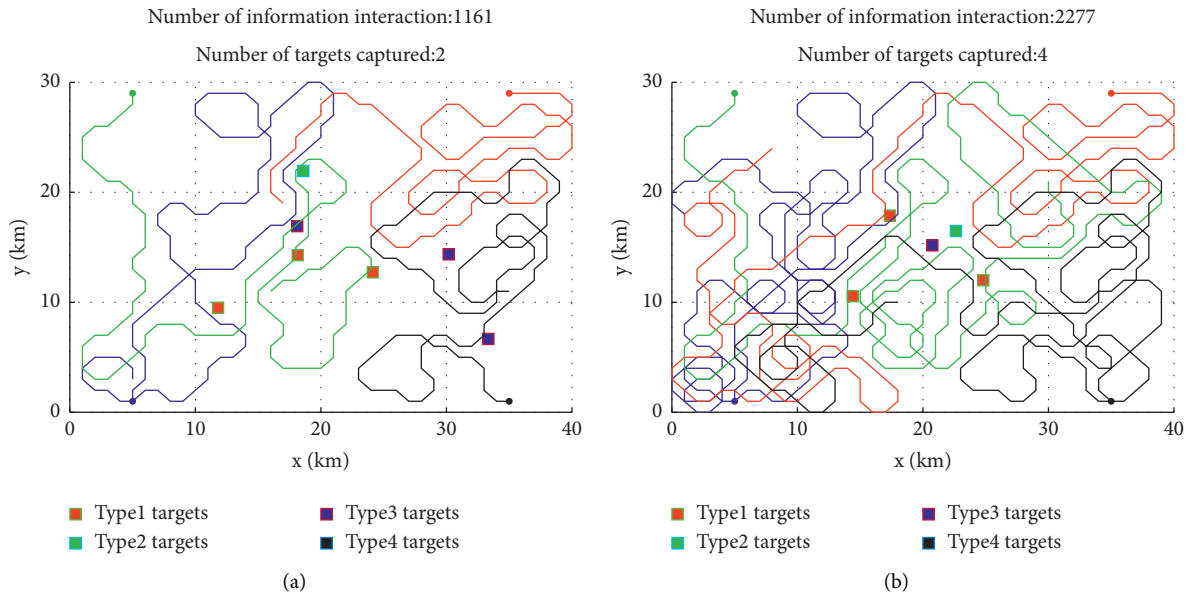 Number of information interaction:1161
Number of targets captured:2
30
20
10
0
y (km)
0
10
20
30
40
x (km)
Type1 targets
Type3 targets
Type2 targets
Type4 targets
(a)
Number of information interaction:2277
Number of targets captured:4
30
20
10
0
y (km)
0
10
20
30
40
x (km)
Type1 targets
Type3 targets
Type2 targets
Type4 targets
(b)